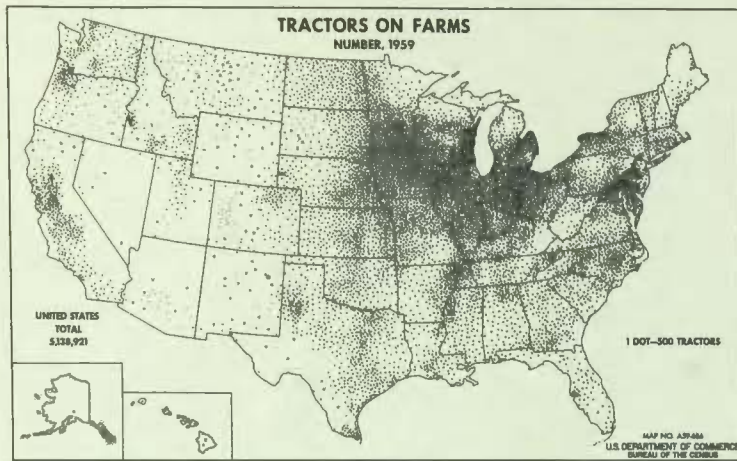 TRACTORS ON FARMS
NUMBER, 1959
UNITED STATES
TOTAL
5,138,921
1 DOT—500 TRACTORS
MAP NO. A59-686
U.S. DEPARTMENT OF COMMERCE
BUREAU OF THE CENSUS